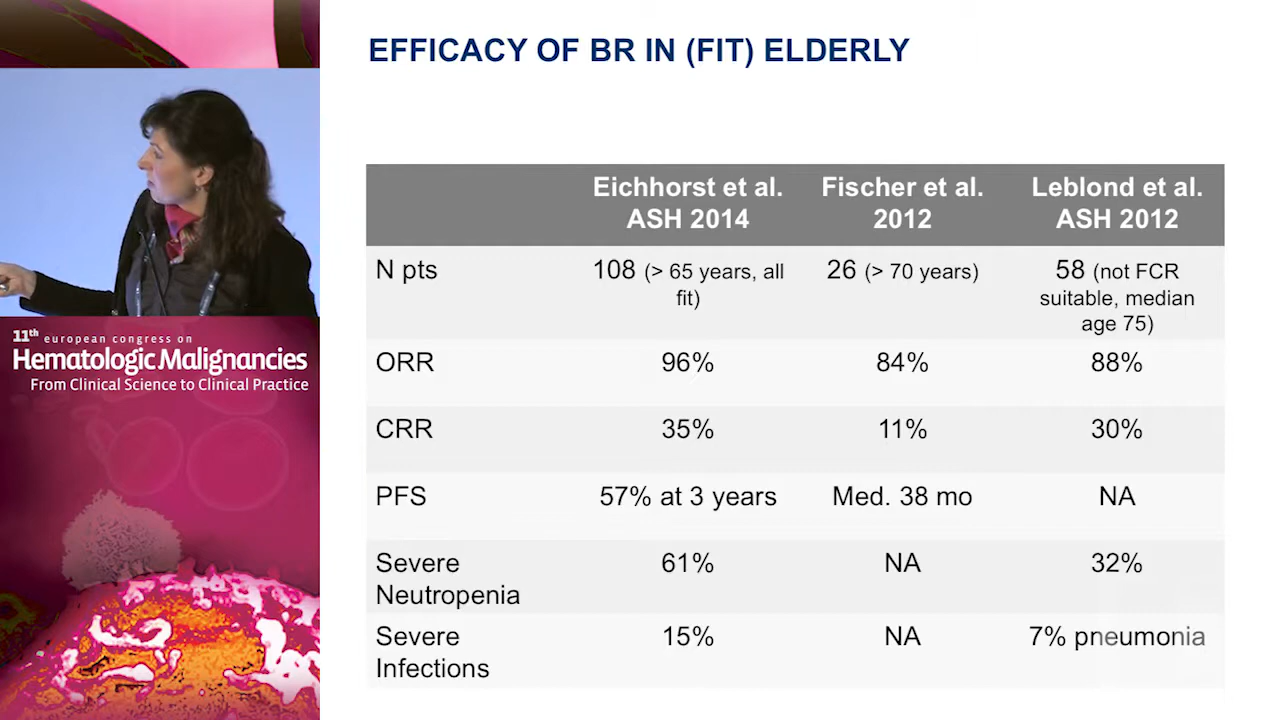 EFFICACY OF BR IN (FIT) ELDERLY
11th european congress on
Hematologic Malignancies
From Clinical Science to Clinical Practice
Eichhorst et al. ASH 2014
Fischer et al. 2012
Leblond et al. ASH 2012
N pts
108 (> 65 years, all fit)
26 (> 70 years)
58 (not FCR suitable, median age 75)
ORR
96%
84%
88%
CRR
35%
11%
30%
PFS
57% at 3 years
Med. 38 mo
NA
Severe Neutropenia
61%
NA
32%
Severe Infections
15%
NA
7% pneumonia